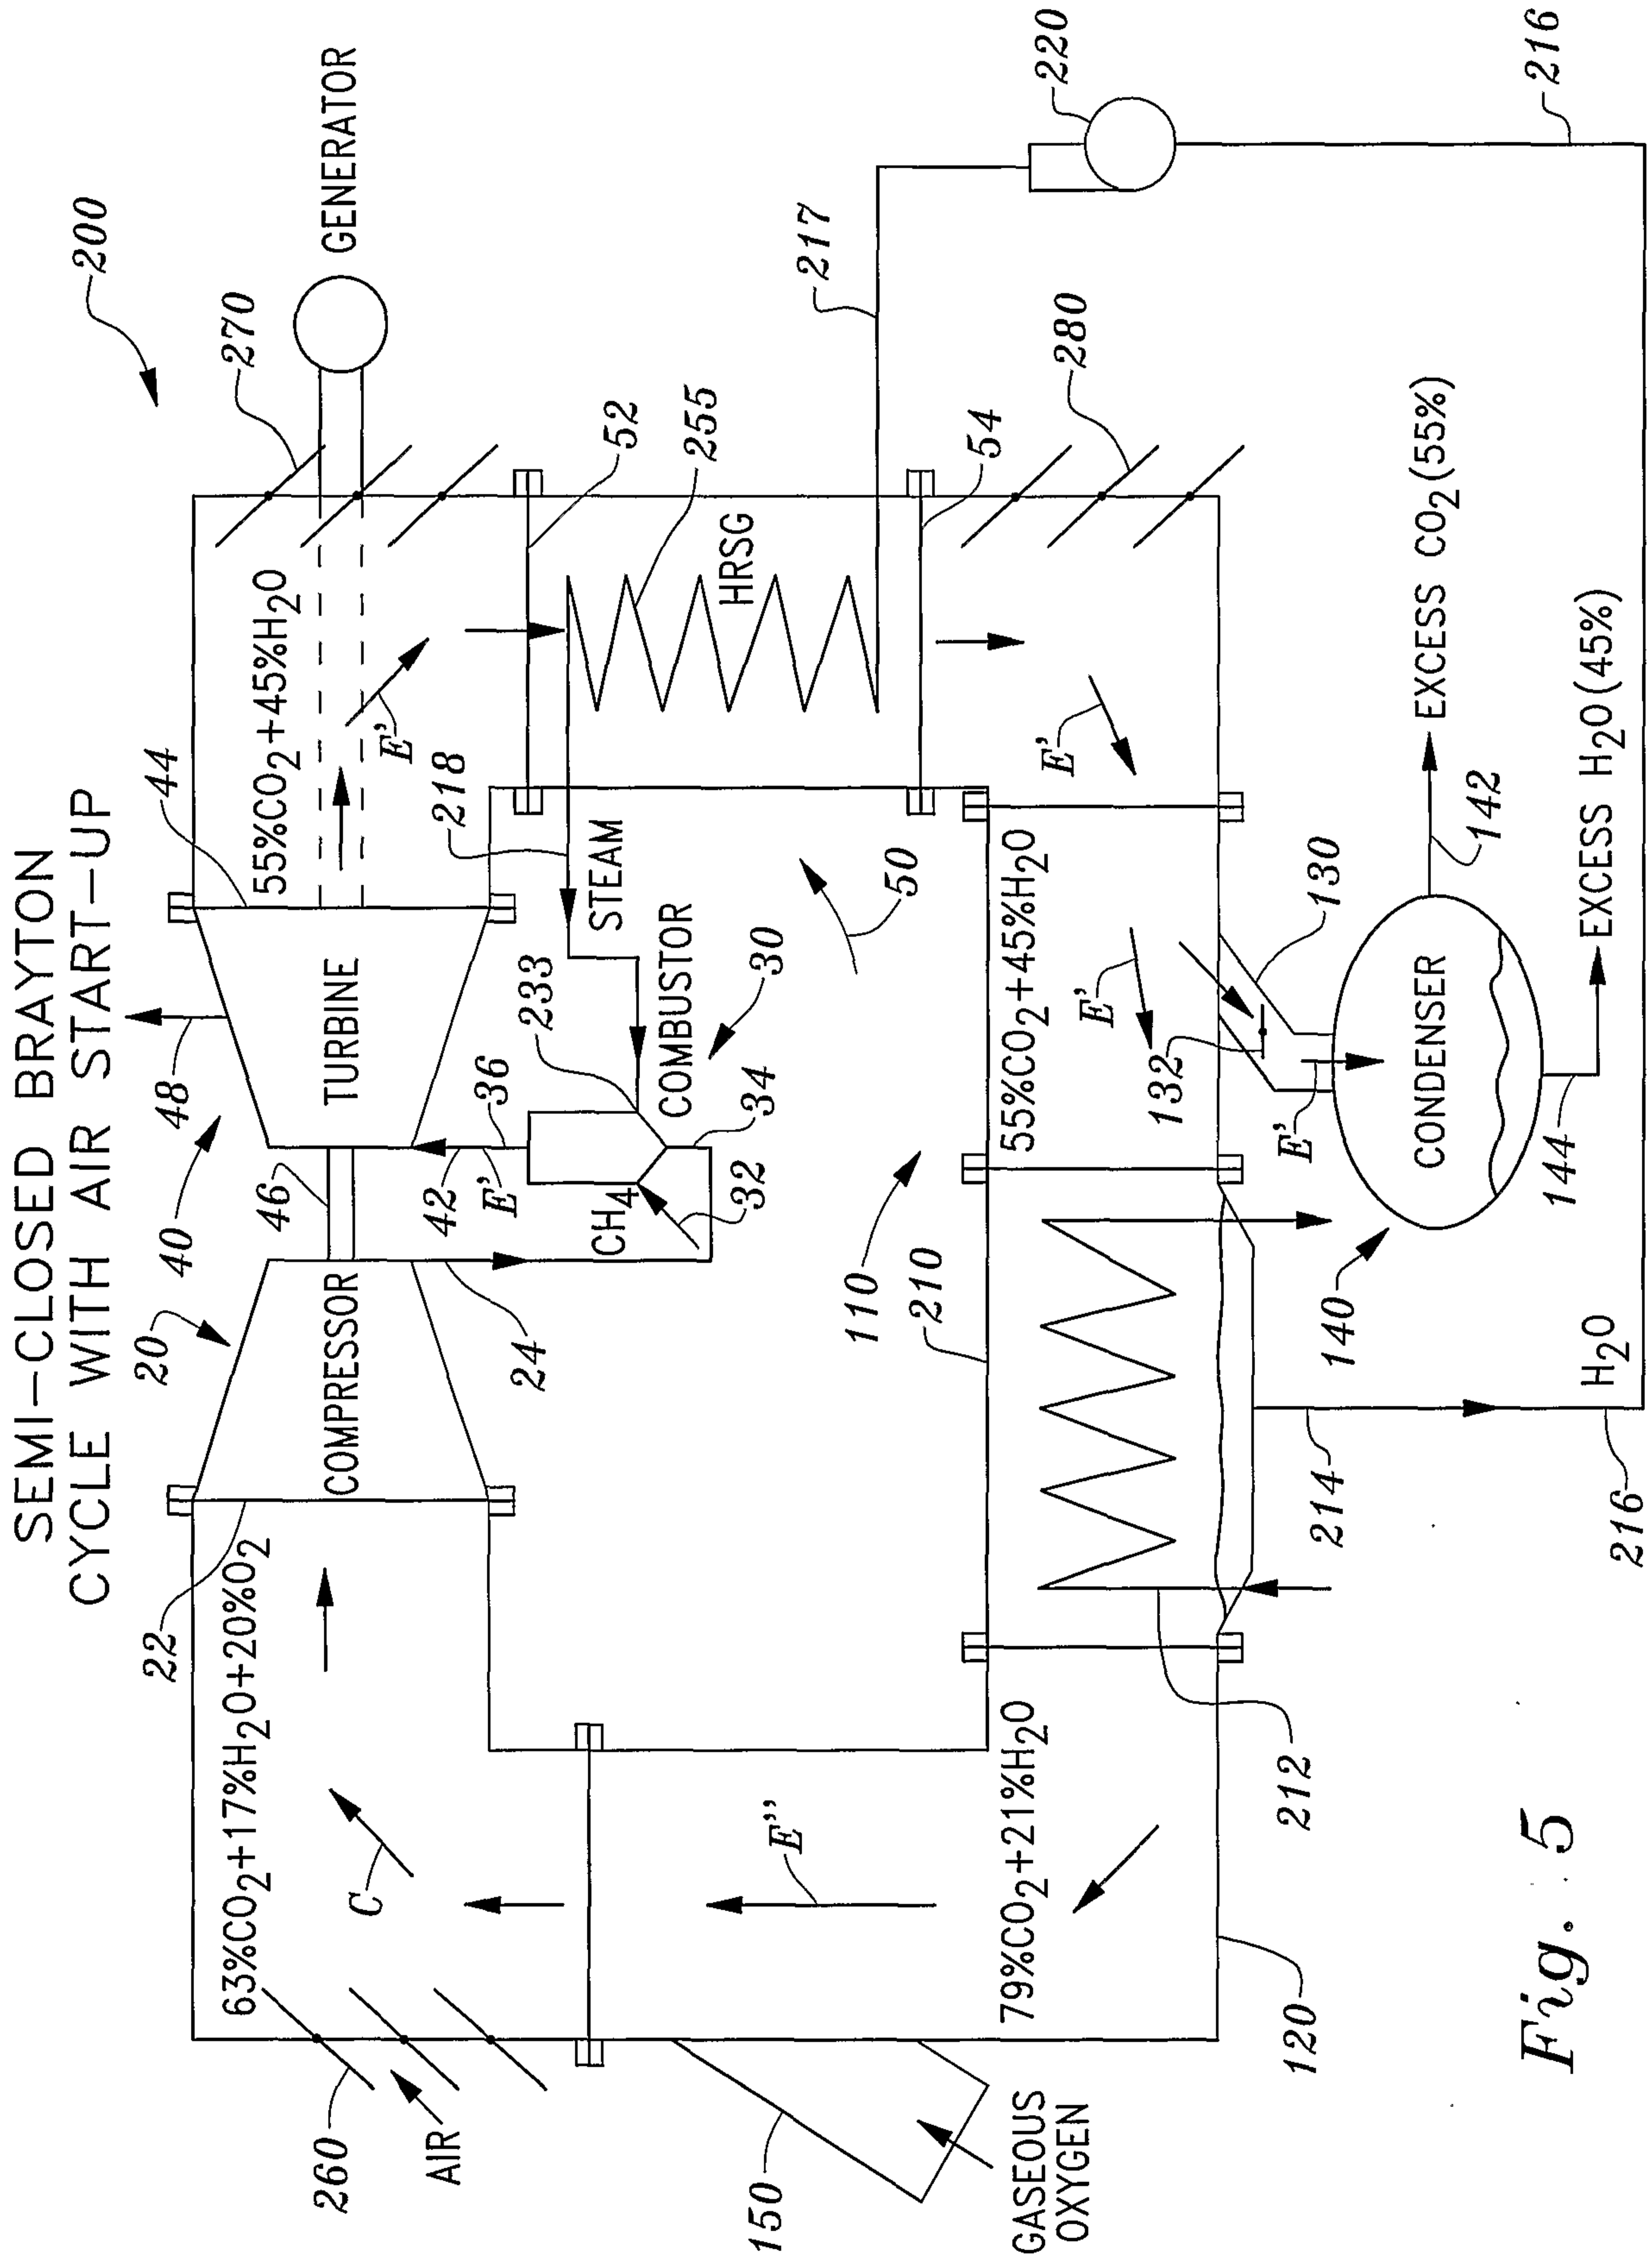 SEMI-CLOSED BRAYTON
CYCLE WITH AIR START-UP
200
20
40
48
44
270
GENERATOR
22
63%CO2+17%H2O+20%O2
COMPRESSOR
46
TURBINE
55%CO2+45%H2O
E'
260
AIR
C
24
42
E'
36
218
52
CH4
233
STEAM
255
32
34
COMBUSTOR
30
HRSG
150
E''
110
50
217
210
54
GASEOUS
OXYGEN
79%CO2+21%H2O
55%CO2+45%H2O
E'
E'
280
220
120
212
132
130
E'
214
140
CONDENSER
142
EXCESS CO2(55%)
144
EXCESS H2O(45%)
H2O
216
216
Fig. 5